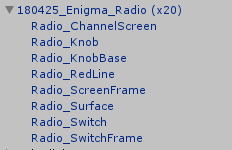 180425_Enigma_Radio (x20)
Radio_ChannelScreen
Radio_Knob
Radio_KnobBase
Radio_RedLine
Radio_ScreenFrame
Radio_Surface
Radio_Switch
Radio_SwitchFrame